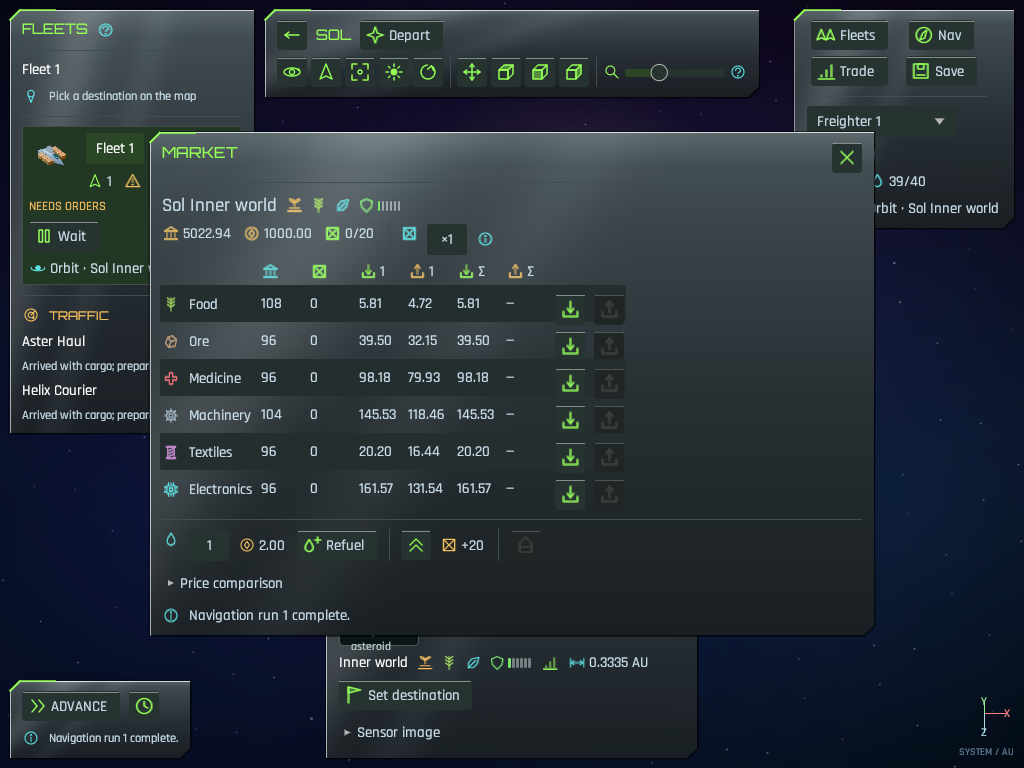 FLEETS
Fleet 1
Pick a destination on the map
Fleet 1
1
NEEDS ORDERS
Wait
Orbit · Sol Inner
TRAFFIC
Aster Haul
Arrived with cargo; prepar
Helix Courier
Arrived with cargo; prepar
SOL
Depart
Fleets
Nav
Trade
Save
Freighter 1
39/40
rbit · Sol Inner world
MARKET
Sol Inner world
5022.94 1000.00 0/20 ×1
1 1 Σ Σ
Food 108 0 5.81 4.72 5.81 –
Ore 96 0 39.50 32.15 39.50 –
Medicine 96 0 98.18 79.93 98.18 –
Machinery 104 0 145.53 118.46 145.53 –
Textiles 96 0 20.20 16.44 20.20 –
Electronics 96 0 161.57 131.54 161.57 –
1 2.00 Refuel +20
Price comparison
Navigation run 1 complete.
asteroid
Inner world 0.3335 AU
Set destination
Sensor image
ADVANCE
Navigation run 1 complete.
Y
X
Z
SYSTEM / AU